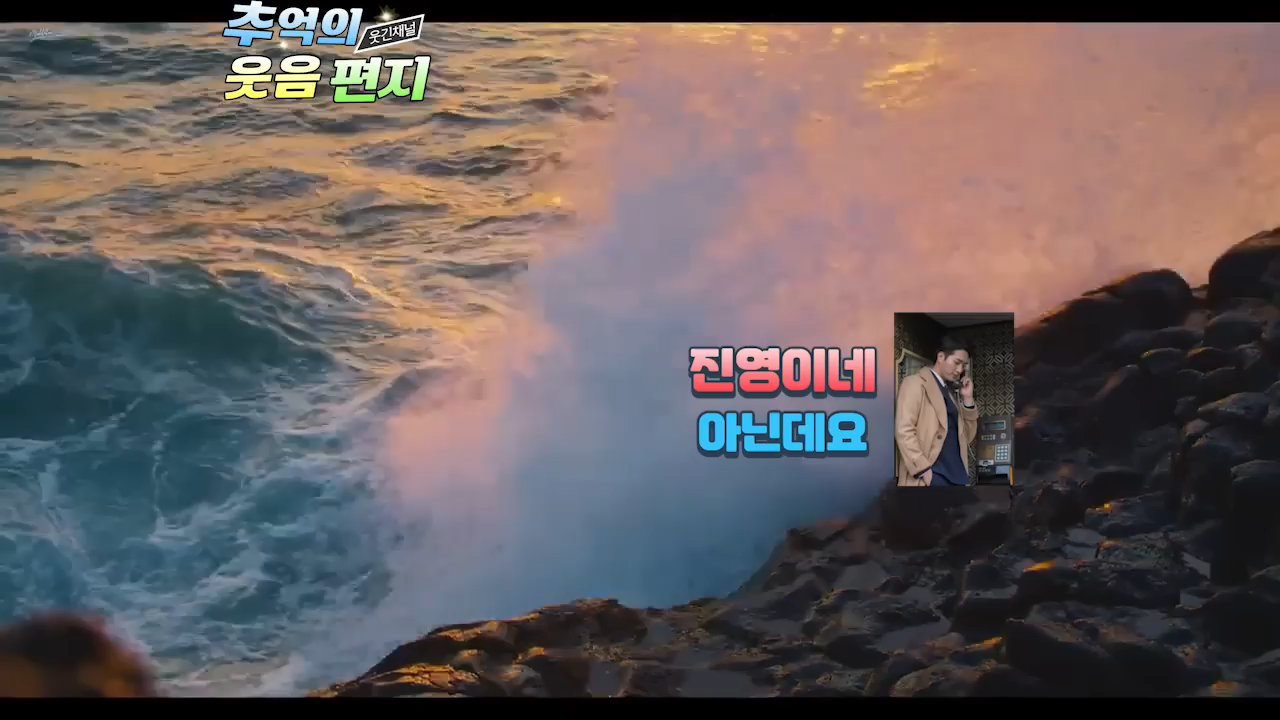 추억의
웃긴채널
웃음 편지
진영이네
아닌데요